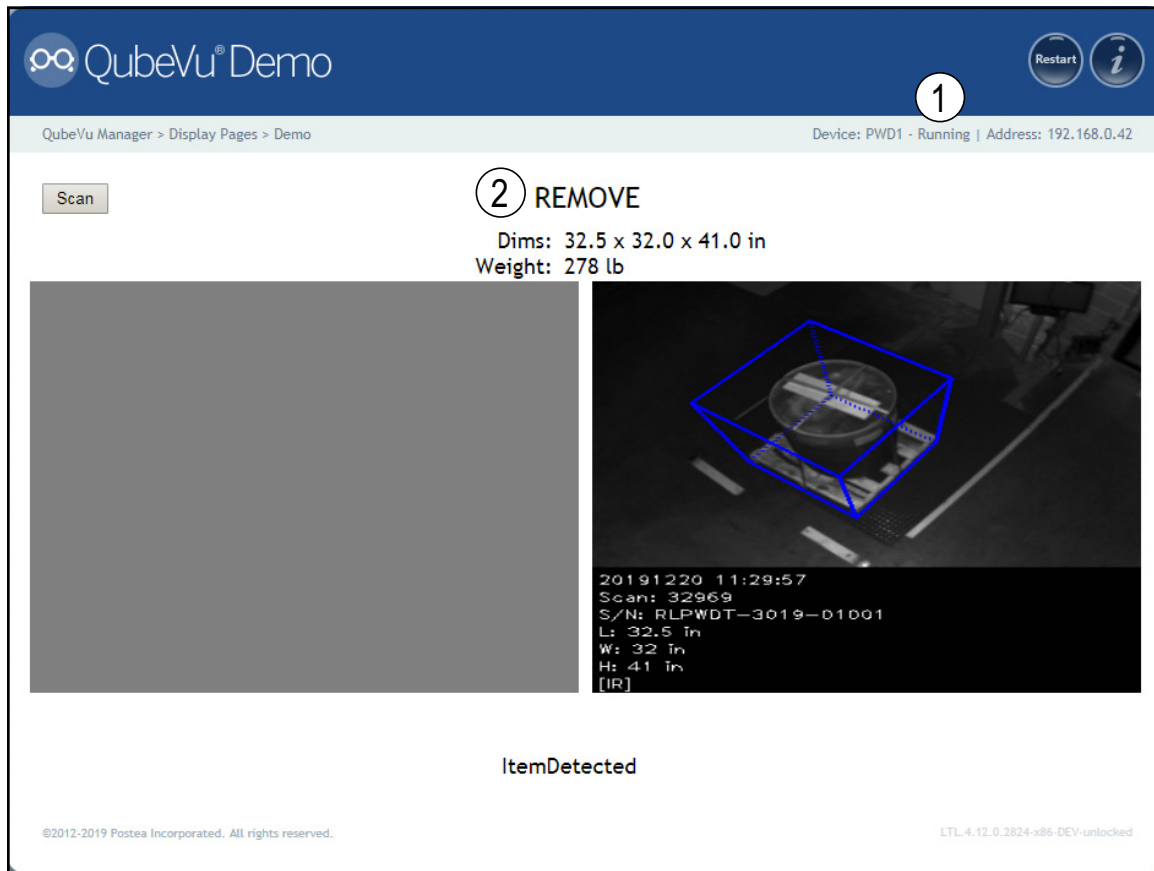 QubeVu® Demo
Restart
i
1
QubeVu Manager > Display Pages > Demo
Device: PWD1 - Running | Address: 192.168.0.42
Scan
2 REMOVE
Dims: 32.5 x 32.0 x 41.0 in
Weight: 278 lb
20191220 11:29:57
Scan: 32969
S/N: RLPWDT-3019-01001
L: 32.5 in
W: 32 in
H: 41 in
[IR]
ItemDetected
©2012-2019 Postea Incorporated. All rights reserved.
LTL.4.12.0.2824-x86-DEV-unlocked